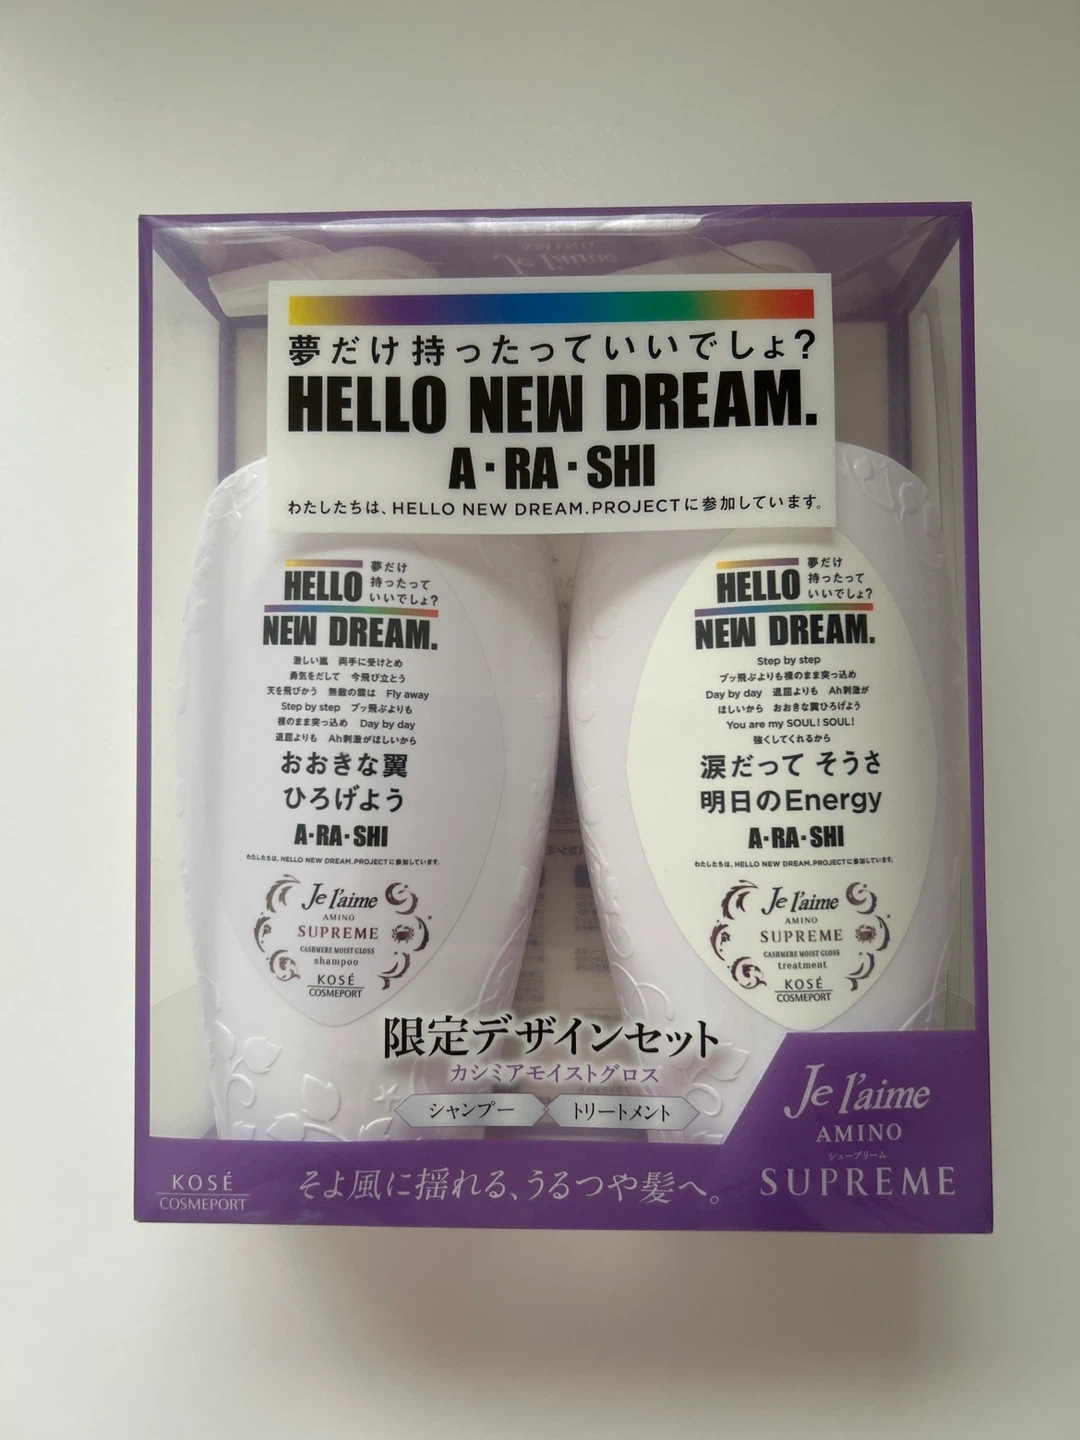 夢だけ持ったっていいでしょ?
HELLO NEW DREAM.
A・RA・SHI
わたしたちは、HELLO NEW DREAM.PROJECTに参加しています。
HELLO
夢だけ
持ったって
いいでしょ?
NEW DREAM.
激しい嵐 両手に受けとめ
勇気をだして 今飛び立とう
天を飛びかう 無敵の雲は Fly away
Step by step ブッ飛ぶよりも
裸のまま突っ込め Day by day
退屈よりも Ah刺激がほしいから
おおきな翼
ひろげよう
A・RA・SHI
わたしたちは、HELLO NEW DREAM.PROJECTに参加しています。
Je l'aime
AMINO
SUPREME
CASHMERE MOIST GLOSS
shampoo
KOSÉ
COSMEPORT
HELLO
夢だけ
持ったって
いいでしょ?
NEW DREAM.
Step by step
ブッ飛ぶよりも裸のまま突っ込め
Day by day 退屈よりも Ah刺激が
ほしいから おおきな翼ひろげよう
You are my SOUL! SOUL!
強くしてくれるから
涙だって そうさ
明日のEnergy
A・RA・SHI
わたしたちは、HELLO NEW DREAM.PROJECTに参加しています。
Je l'aime
AMINO
SUPREME
CASHMERE MOIST GLOSS
treatment
KOSÉ
COSMEPORT
限定デザインセット
カシミアモイストグロス
シャンプー トリートメント
Je l'aime
AMINO
シュープリーム
SUPREME
KOSÉ
COSMEPORT
そよ風に揺れる、うるつや髪へ。